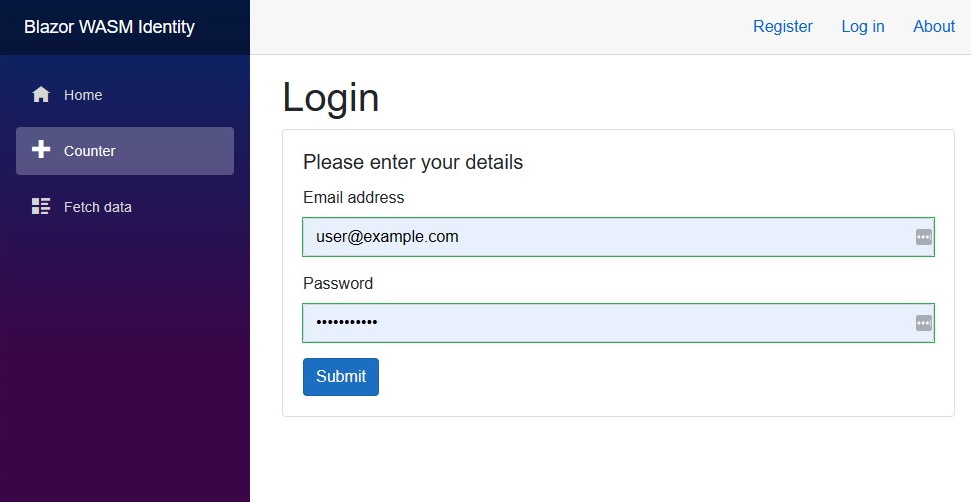 Blazor WASM Identity
Register Log in About
Home
Counter
Fetch data
Login
Please enter your details
Email address
user@example.com
Password
•••••••••••
Submit